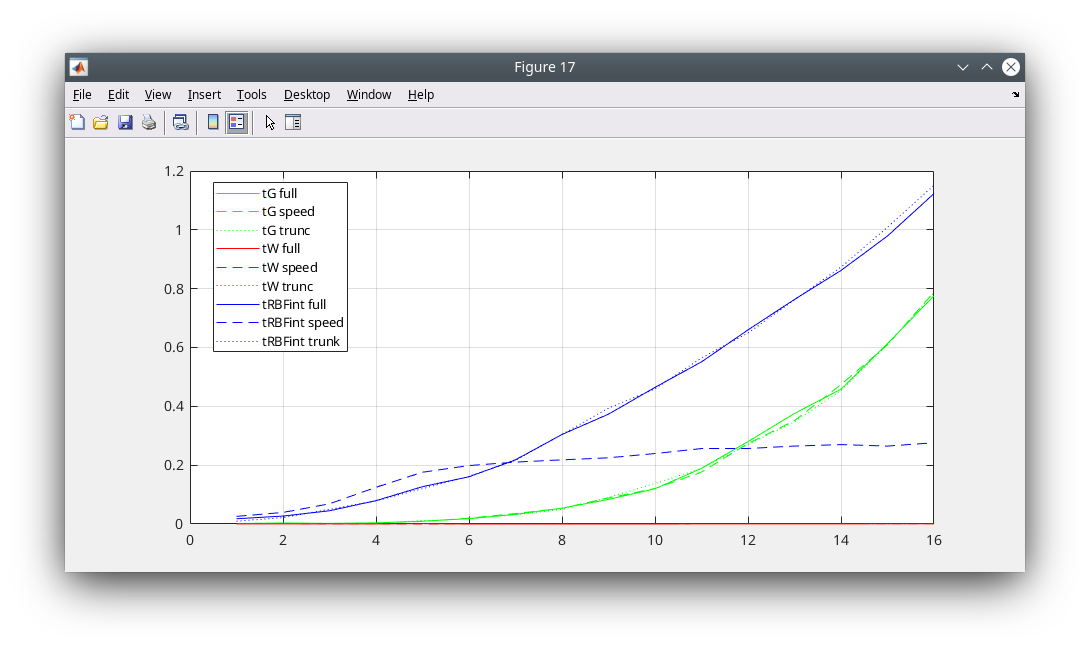 Figure 17
File Edit View Insert Tools Desktop Window Help
1.2
1
0.8
0.6
0.4
0.2
0
tG full
tG speed
tG trunc
tW full
tW speed
tW trunc
tRBFint full
tRBFint speed
tRBFint trunk
0 2 4 6 8 10 12 14 16